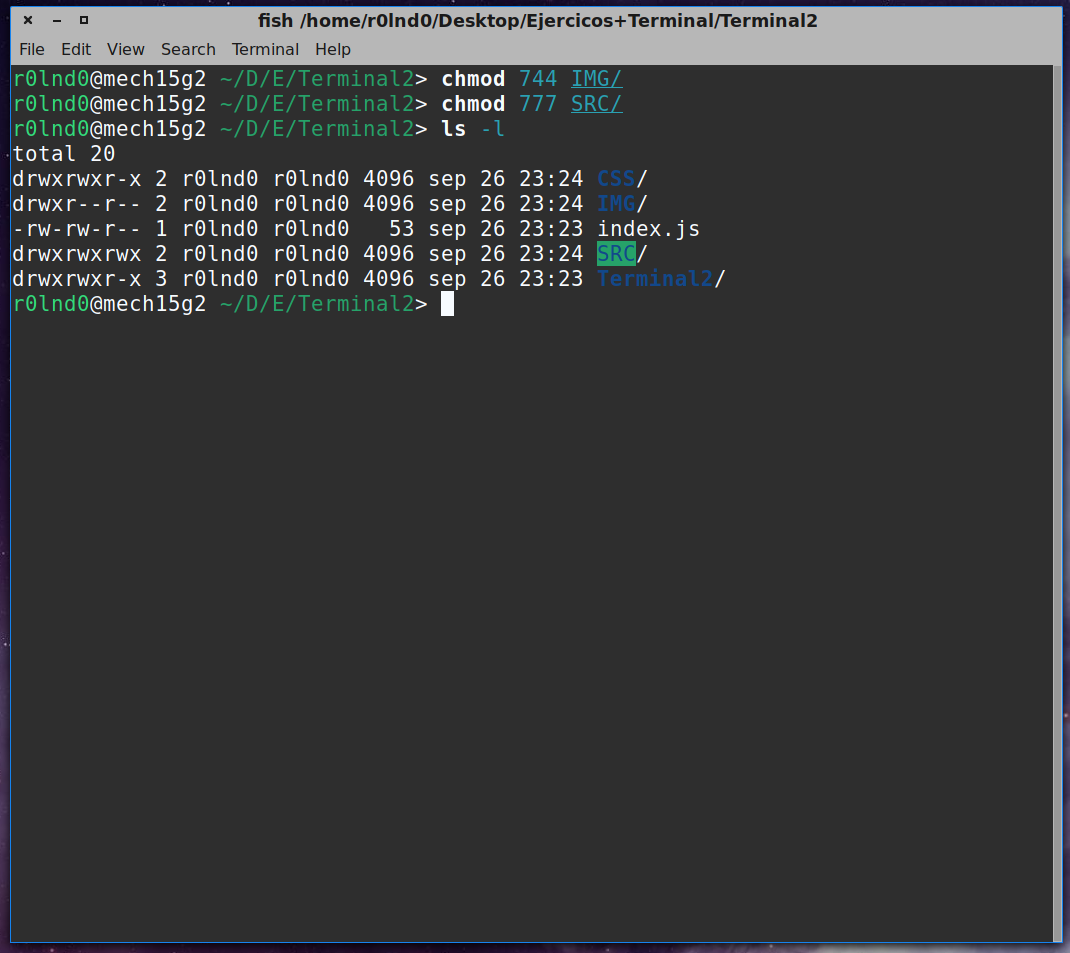 fish /home/r0lnd0/Desktop/Ejercicos+Terminal/Terminal2
File Edit View Search Terminal Help
r0lnd0@mech15g2 ~/D/E/Terminal2> chmod 744 IMG/
r0lnd0@mech15g2 ~/D/E/Terminal2> chmod 777 SRC/
r0lnd0@mech15g2 ~/D/E/Terminal2> ls -l
total 20
drwxrwxr-x 2 r0lnd0 r0lnd0 4096 sep 26 23:24 CSS/
drwxr--r-- 2 r0lnd0 r0lnd0 4096 sep 26 23:24 IMG/
-rw-rw-r-- 1 r0lnd0 r0lnd0   53 sep 26 23:23 index.js
drwxrwxrwx 2 r0lnd0 r0lnd0 4096 sep 26 23:24 SRC/
drwxrwxr-x 3 r0lnd0 r0lnd0 4096 sep 26 23:23 Terminal2/
r0lnd0@mech15g2 ~/D/E/Terminal2>